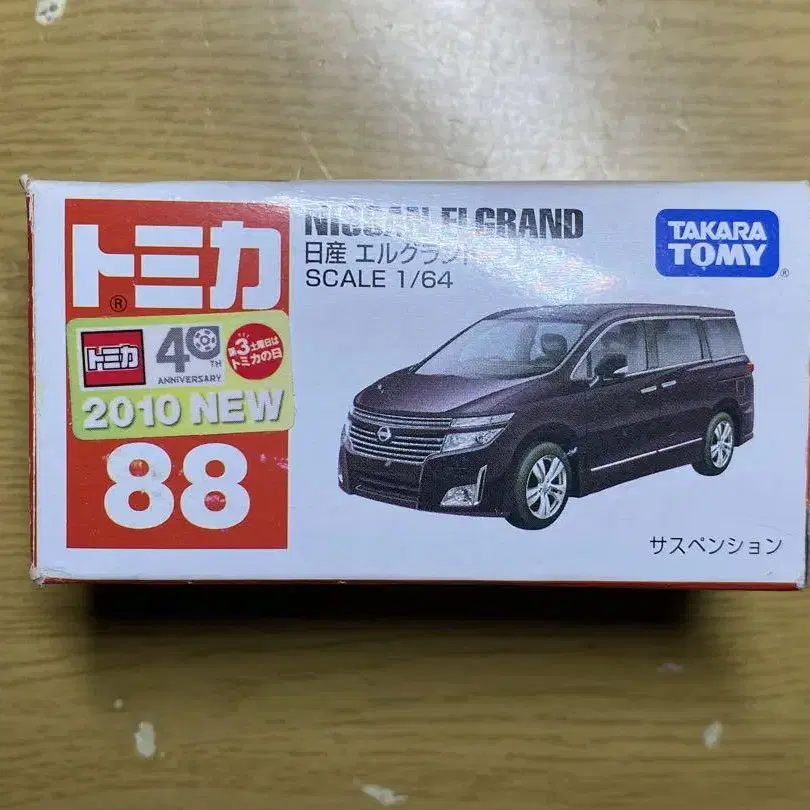 トミカ
®
トミカ
40TH
ANNIVERSARY
第3土曜日は
トミカの日
2010 NEW
88
NISSAN ELGRAND
日産 エルグランド
SCALE 1/64
TAKARA
TOMY
®
サスペンション